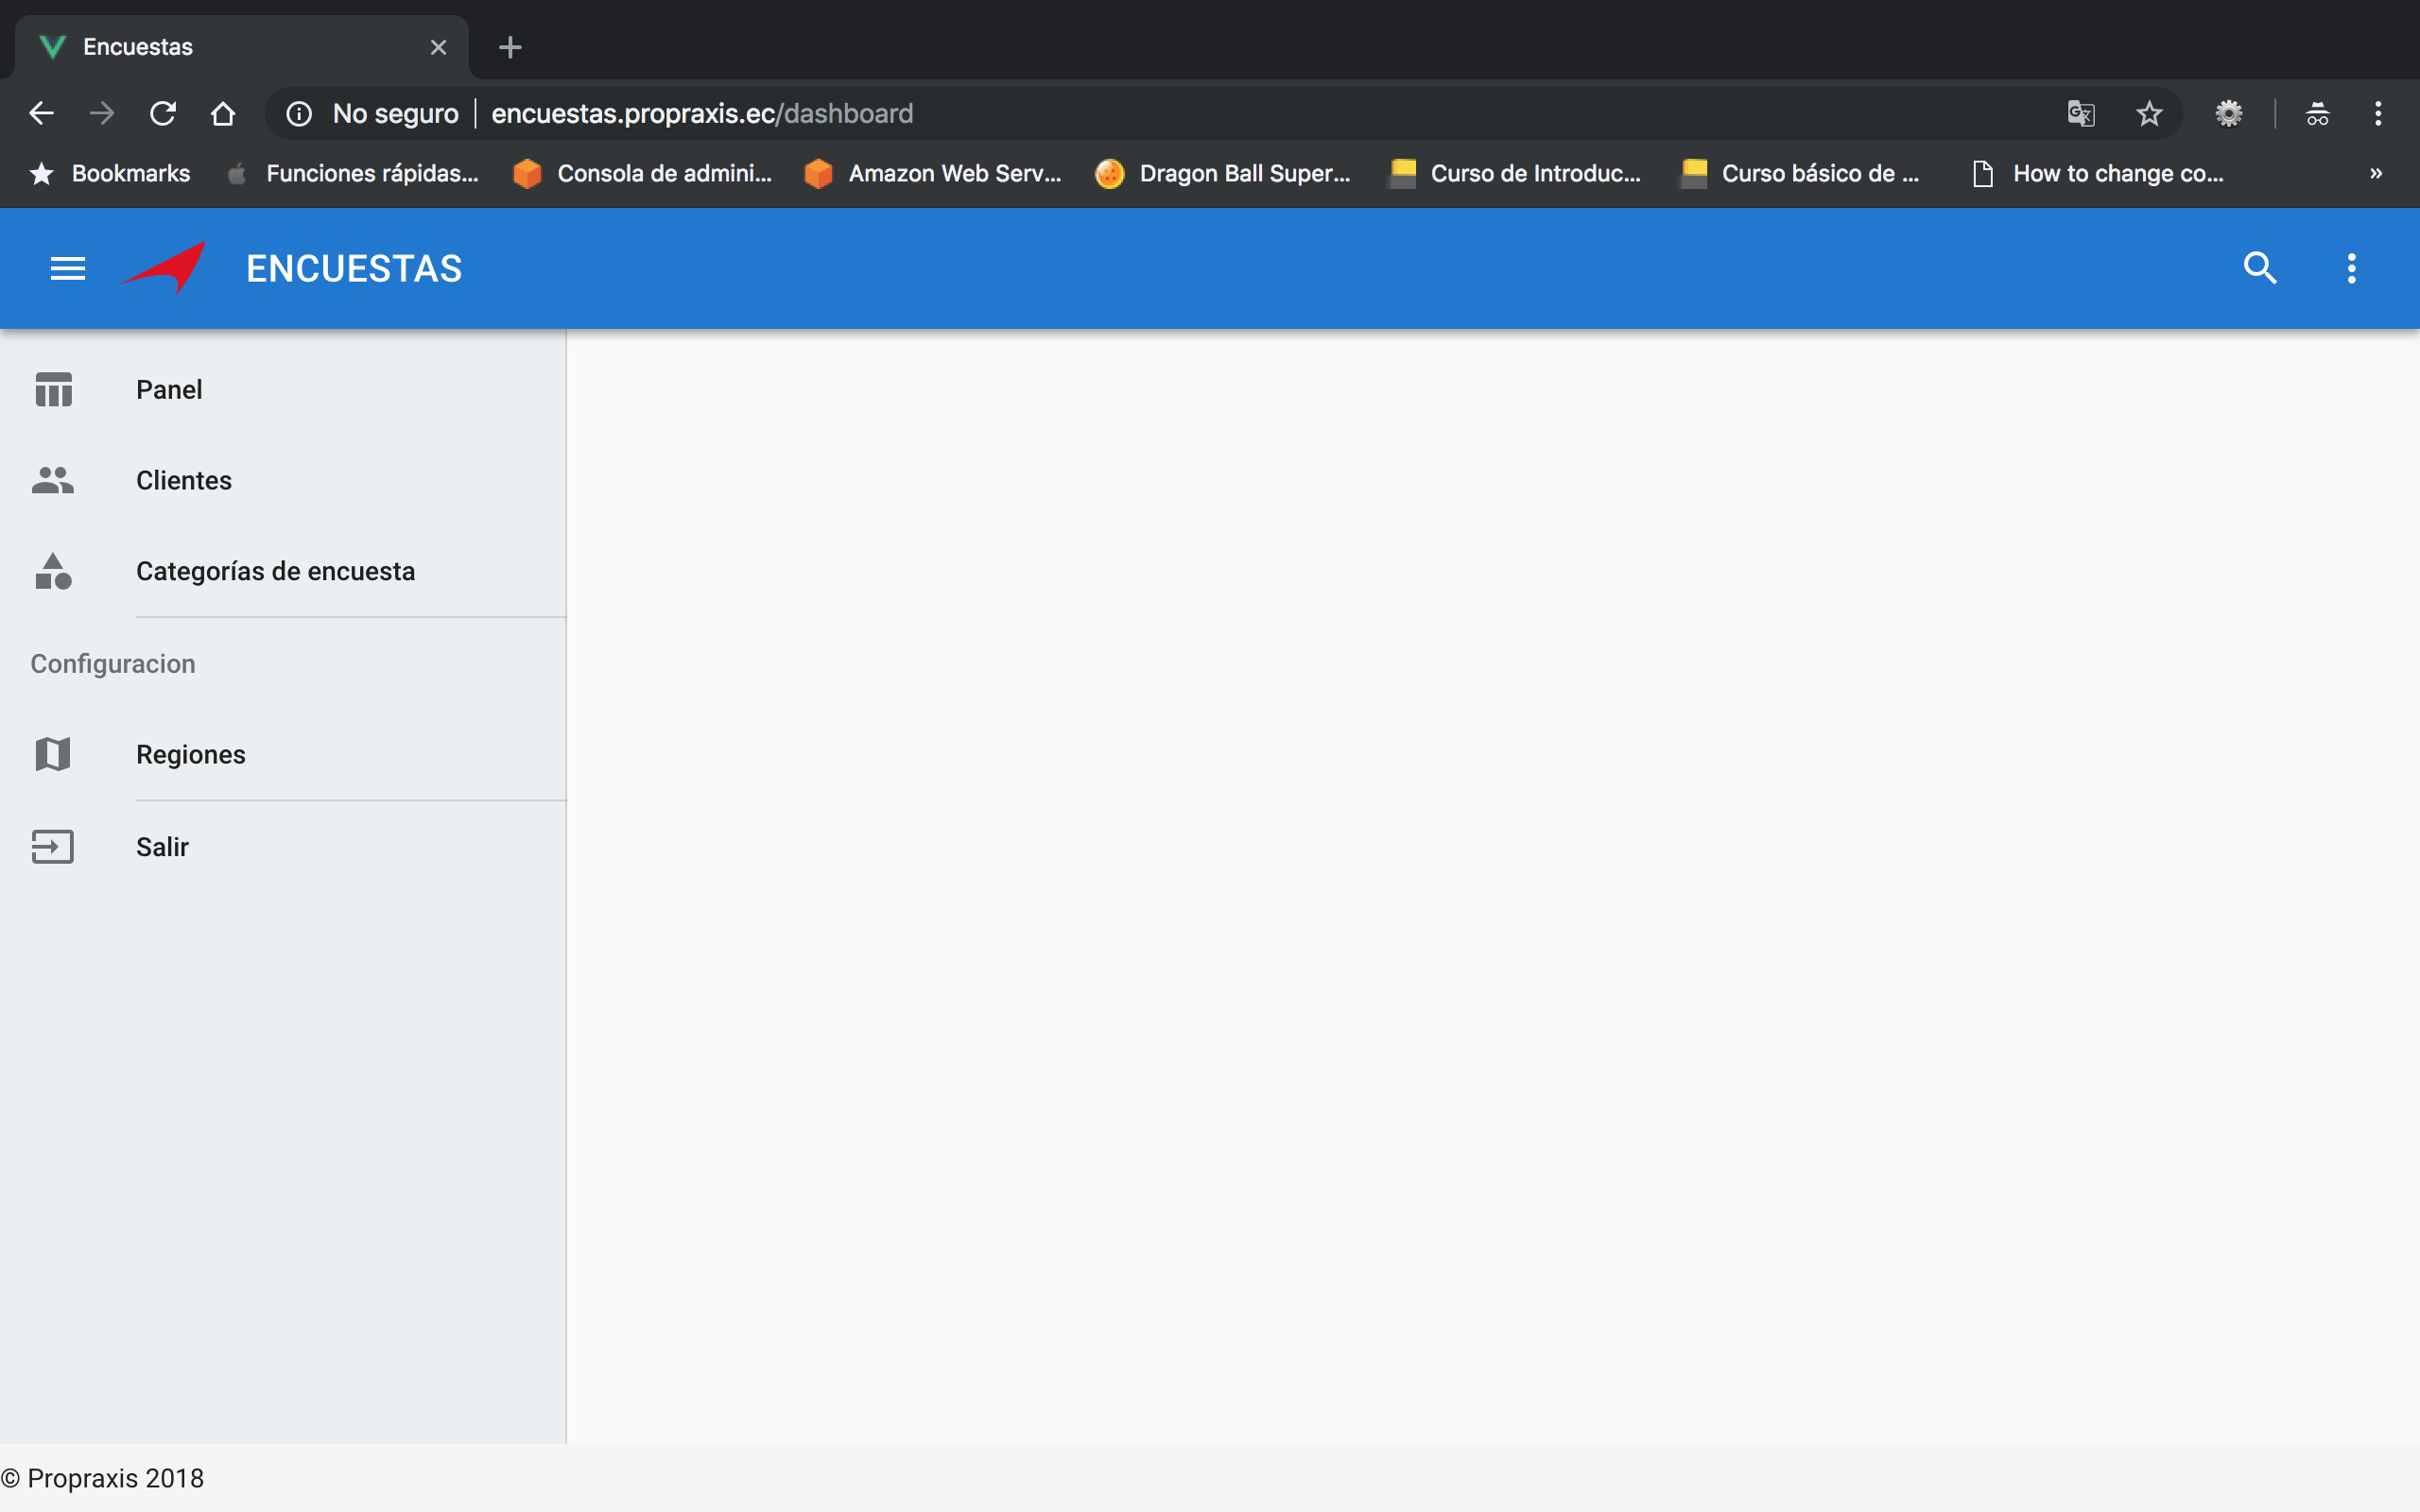 Encuestas
No seguro encuestas.propraxis.ec/dashboard
Bookmarks Funciones rápidas... Consola de admini... Amazon Web Serv... Dragon Ball Super... Curso de Introduc... Curso básico de ... How to change co... »
ENCUESTAS
Panel
Clientes
Categorías de encuesta
Configuracion
Regiones
Salir
© Propraxis 2018